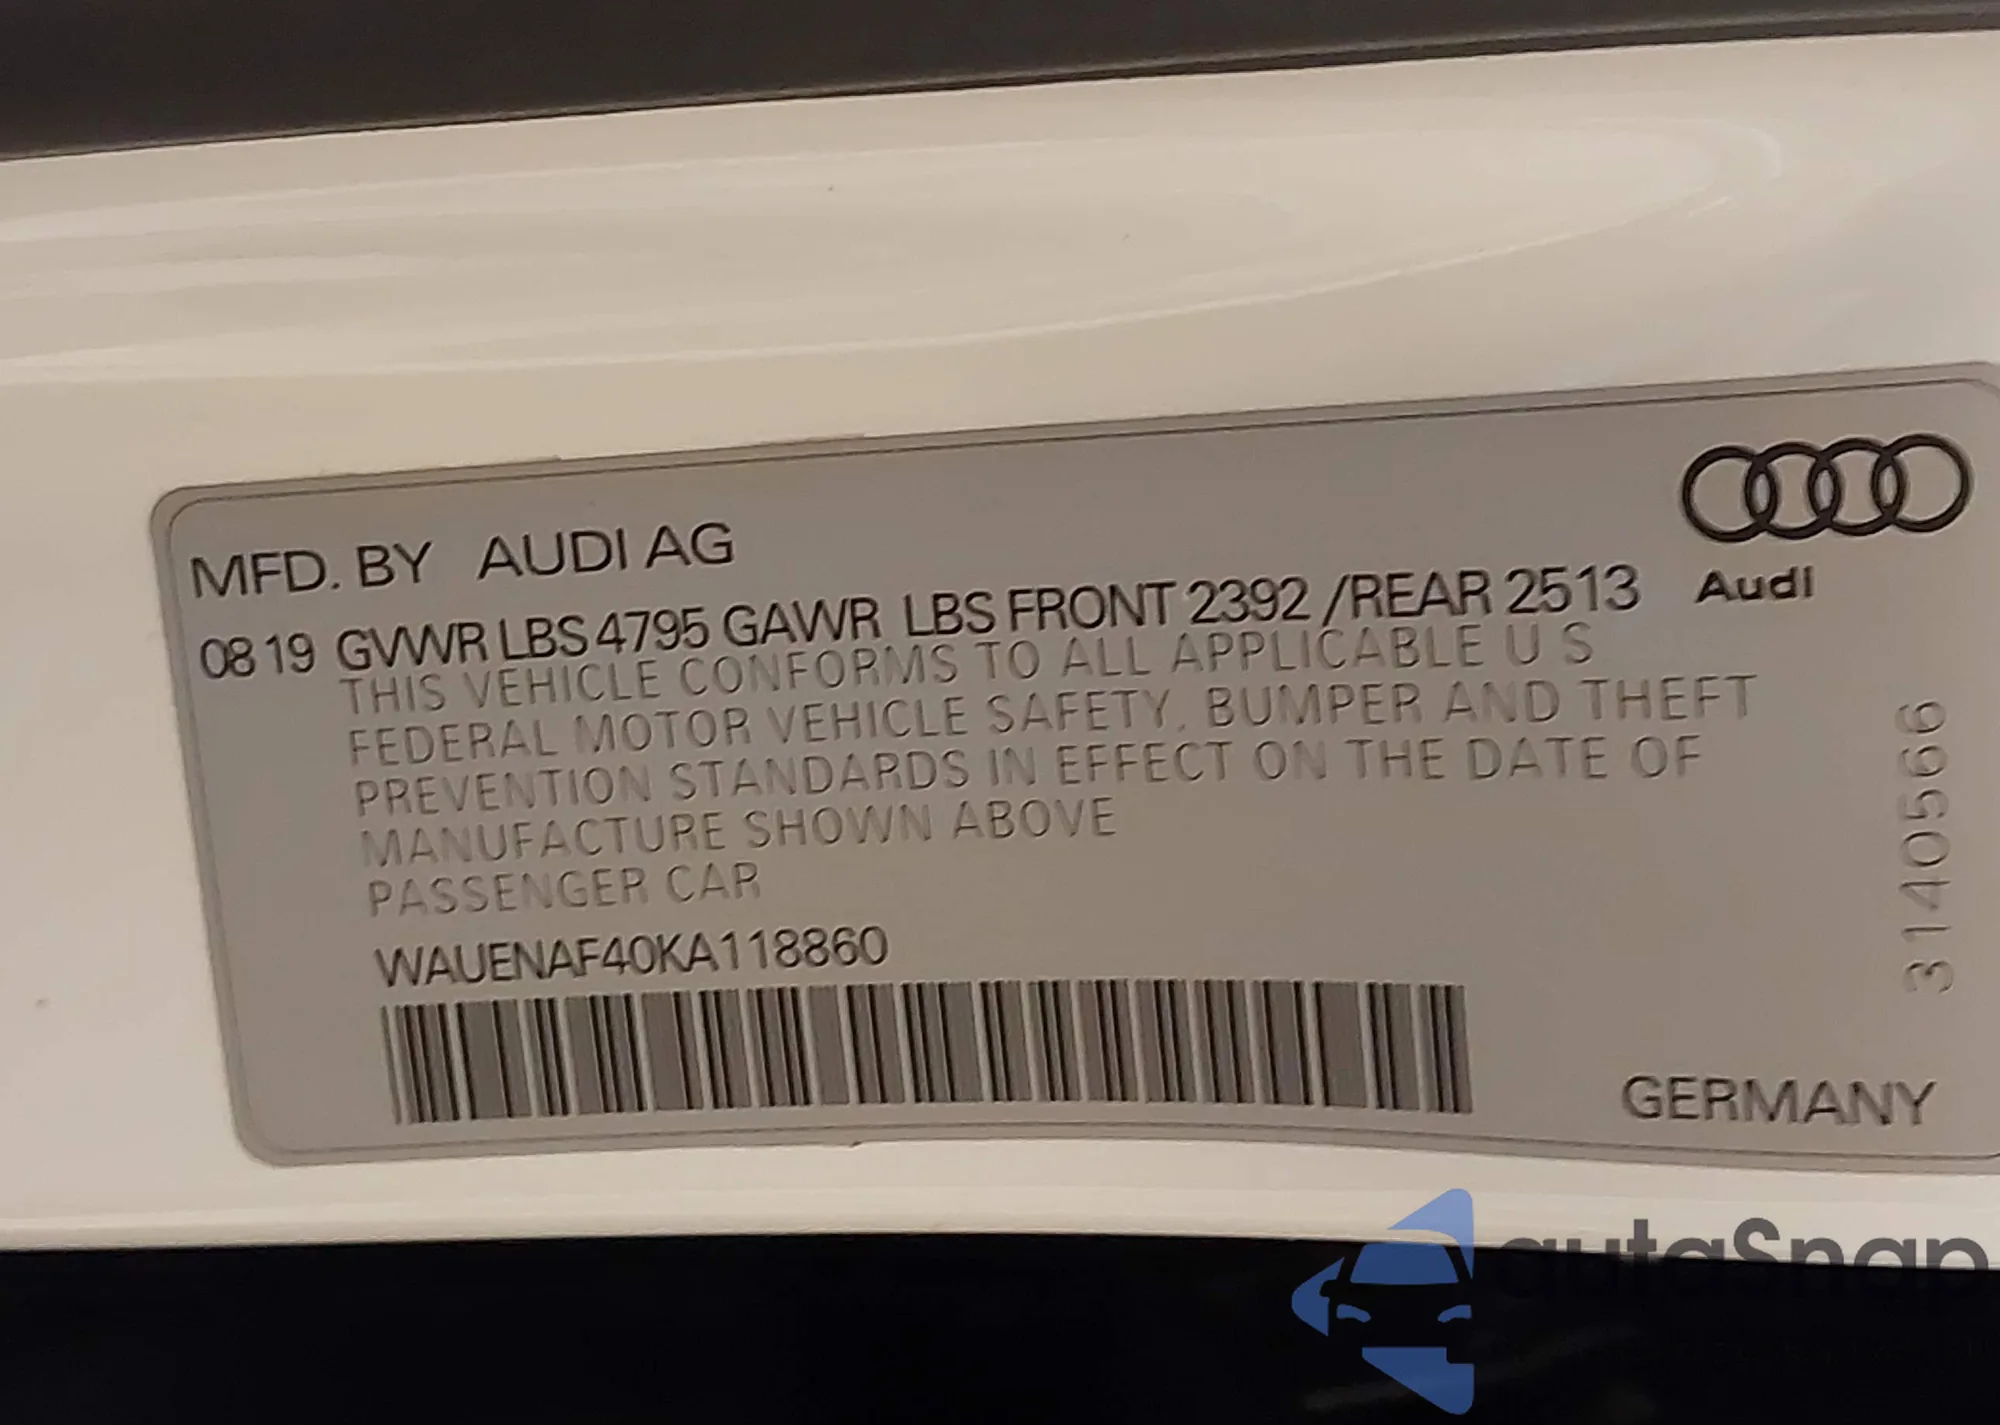 MFD. BY AUDI AG
08 19 GVWR LBS 4795 GAWR LBS FRONT 2392 /REAR 2513
Audi
THIS VEHICLE CONFORMS TO ALL APPLICABLE U S
FEDERAL MOTOR VEHICLE SAFETY, BUMPER AND THEFT
PREVENTION STANDARDS IN EFFECT ON THE DATE OF
MANUFACTURE SHOWN ABOVE
PASSENGER CAR
WAUENAF40KA118860
3140566
GERMANY
autaSnap